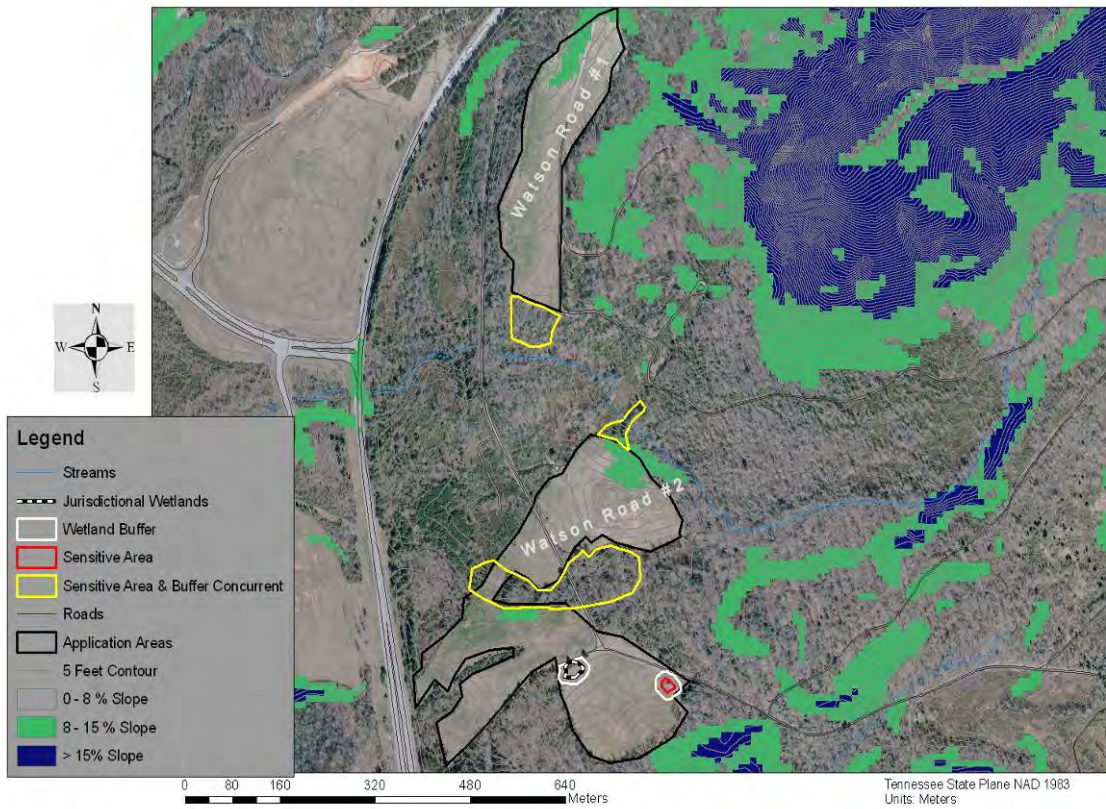 Watson Road #1
N
W E
S
Watson Road #2
Legend
Streams
Jurisdictional Wetlands
Wetland Buffer
Sensitive Area
Sensitive Area & Buffer Concurrent
Roads
Application Areas
5 Feet Contour
0 - 8 % Slope
8 - 15 % Slope
> 15% Slope
0 80 160 320 480 640
Meters
Tennessee State Plane NAD 1983
Units: Meters